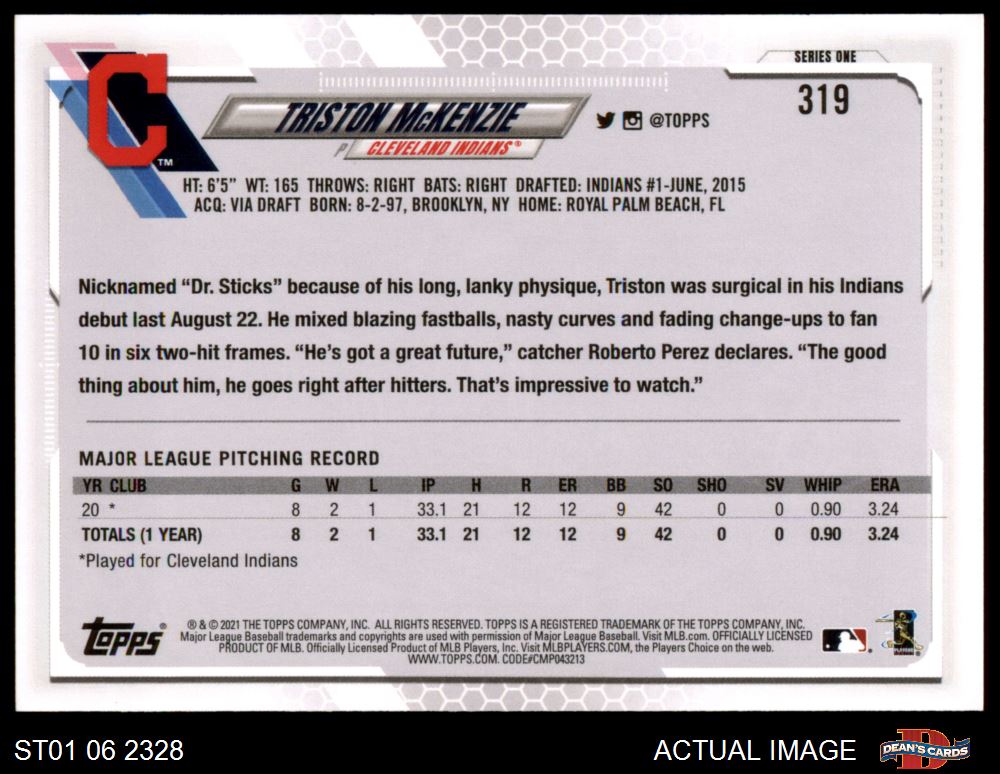 SERIES ONE
319
C
TM
TRISTON McKENZIE
@TOPPS
P CLEVELAND INDIANS®
HT: 6'5" WT: 165 THROWS: RIGHT BATS: RIGHT DRAFTED: INDIANS #1-JUNE, 2015
ACQ: VIA DRAFT BORN: 8-2-97, BROOKLYN, NY HOME: ROYAL PALM BEACH, FL
Nicknamed “Dr. Sticks” because of his long, lanky physique, Triston was surgical in his Indians
debut last August 22. He mixed blazing fastballs, nasty curves and fading change-ups to fan
10 in six two-hit frames. “He’s got a great future,” catcher Roberto Perez declares. “The good
thing about him, he goes right after hitters. That’s impressive to watch.”
MAJOR LEAGUE PITCHING RECORD
YR CLUB G W L IP H R ER BB SO SHO SV WHIP ERA
20 * 8 2 1 33.1 21 12 12 9 42 0 0 0.90 3.24
TOTALS (1 YEAR) 8 2 1 33.1 21 12 12 9 42 0 0 0.90 3.24
*Played for Cleveland Indians
Topps®
® & © 2021 THE TOPPS COMPANY, INC. ALL RIGHTS RESERVED. TOPPS IS A REGISTERED TRADEMARK OF THE TOPPS COMPANY, INC.
Major League Baseball trademarks and copyrights are used with permission of Major League Baseball. Visit MLB.com. OFFICIALLY LICENSED
PRODUCT OF MLB. Officially Licensed Product of MLB Players, Inc. Visit MLBPLAYERS.COM, the Players Choice on the web.
WWW.TOPPS.COM. CODE#CMP043213
ST01 06 2328
ACTUAL IMAGE
DEAN'S CARDS